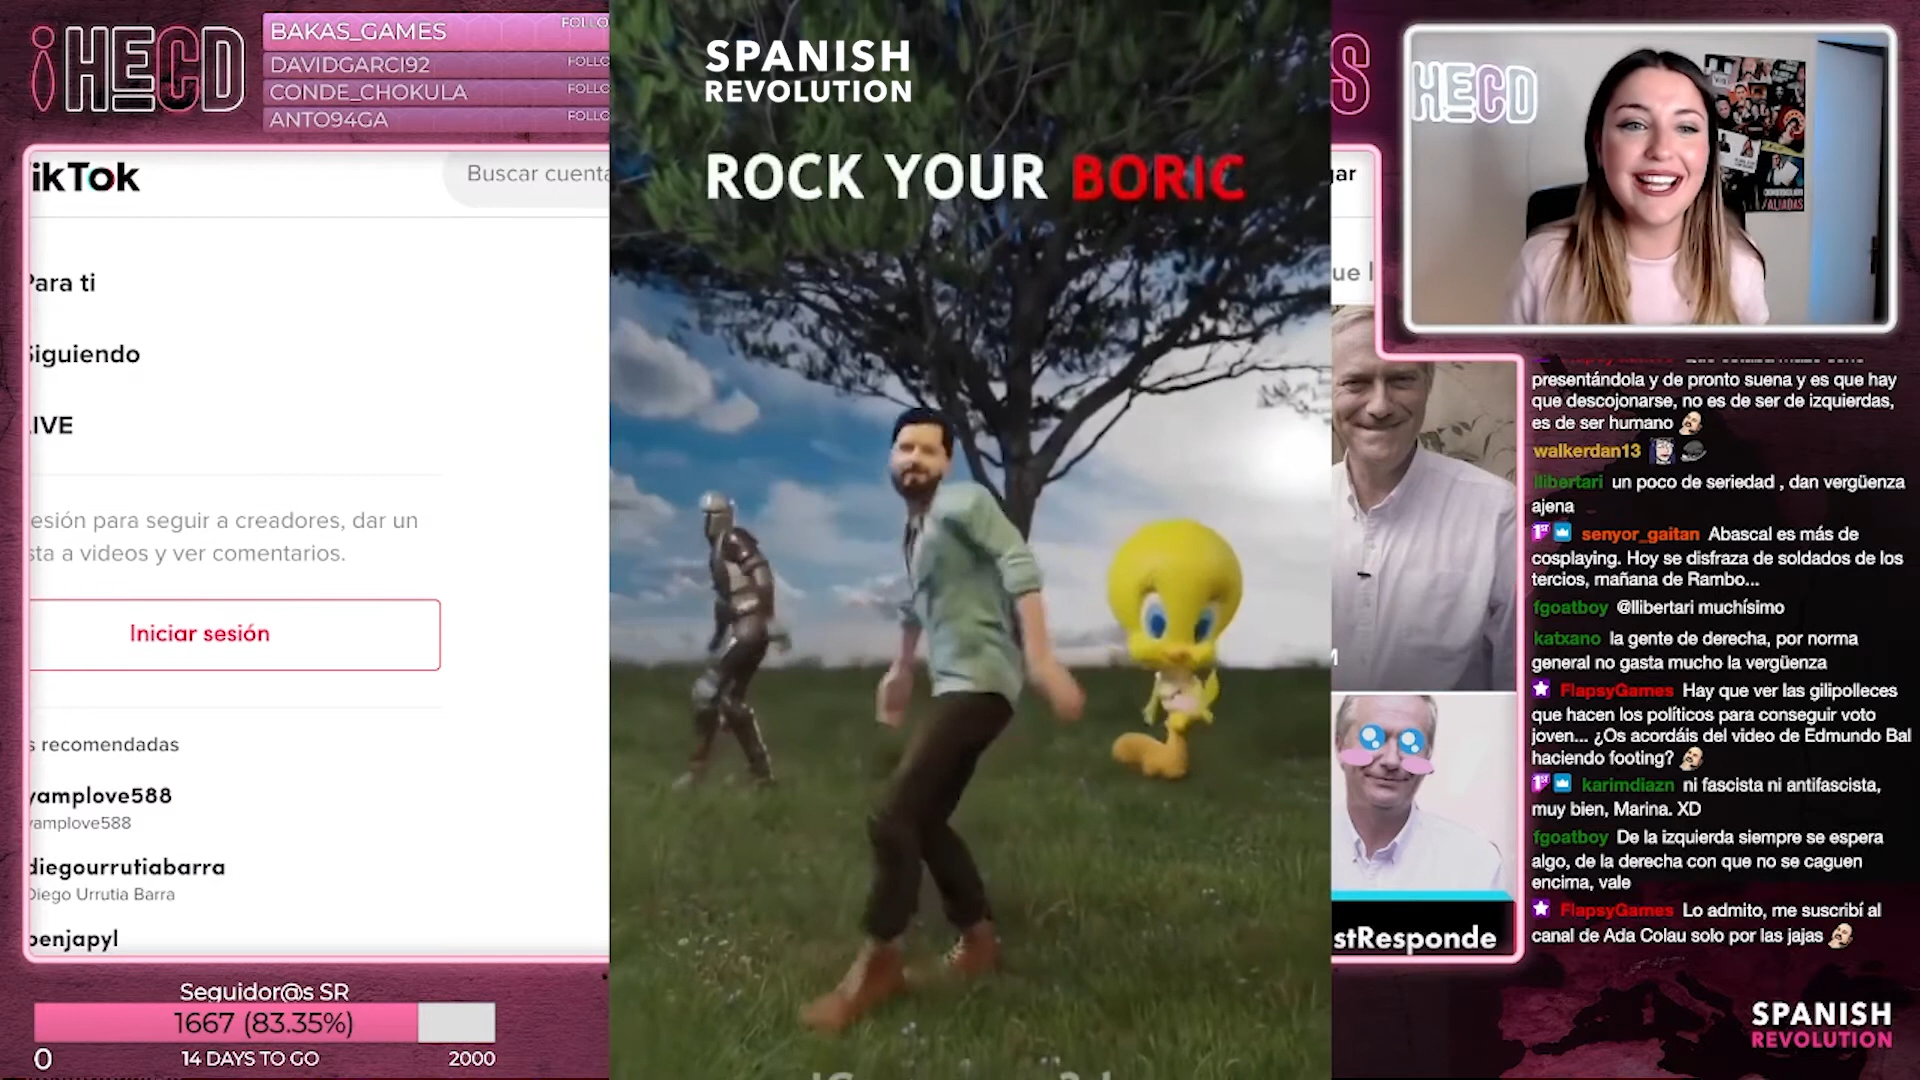 HECD
BAKAS_GAMES
FOLLO
DAVIDGARCI92
FOLLO
CONDE_CHOKULA
FOLLO
ANTO94GA
FOLLO
ikTok
Buscar cuenta
Para ti
Siguiendo
LIVE
esión para seguir a creadores, dar un
sta a videos y ver comentarios.
Iniciar sesión
s recomendadas
yamplove588
yamplove588
diegourrutiabarra
Diego Urrutia Barra
benjapyl
Seguidor@s SR
1667 (83.35%)
0
14 DAYS TO GO
2000
SPANISH
REVOLUTION
ROCK YOUR BORIC
S
gar
ue l
stResponde
HECD
/ALIADAS
presentándola y de pronto suena y es que hay
que descojonarse, no es de ser de izquierdas,
es de ser humano
walkerdan13
llibertari un poco de seriedad , dan vergüenza
ajena
1ST senyor_gaitan Abascal es más de
cosplaying. Hoy se disfraza de soldados de los
tercios, mañana de Rambo...
fgoatboy @llibertari muchísimo
katxano la gente de derecha, por norma
general no gasta mucho la vergüenza
FlapsyGames Hay que ver las gilipolleces
que hacen los políticos para conseguir voto
joven... ¿Os acordáis del video de Edmundo Bal
haciendo footing?
1ST karimdiazn ni fascista ni antifascista,
muy bien, Marina. XD
fgoatboy De la izquierda siempre se espera
algo, de la derecha con que no se caguen
encima, vale
FlapsyGames Lo admito, me suscribí al
canal de Ada Colau solo por las jajas
SPANISH
REVOLUTION